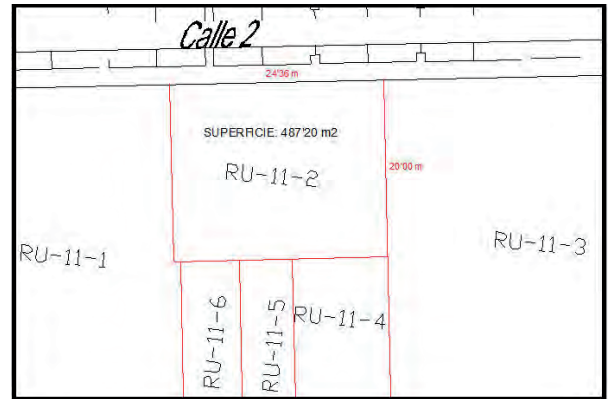 Calle 2
24'36 m
SUPERFICIE: 487'20 m2
RU-11-2
20'00 m
RU-11-1
RU-11-3
RU-11-6
RU-11-5
RU-11-4